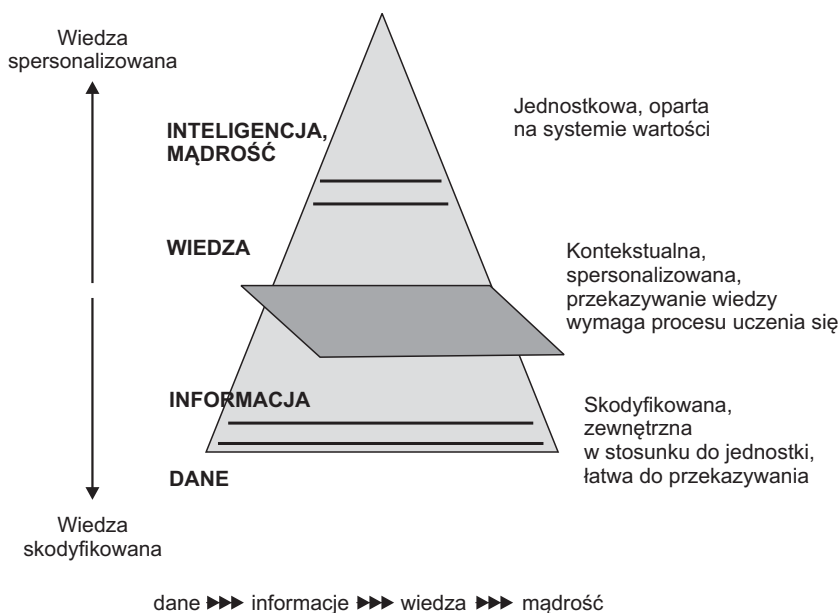 Wiedza
spersonalizowana
Jednostkowa, oparta
na systemie wartości
INTELIGENCJA,
MĄDROŚĆ
WIEDZA
Kontekstualna,
spersonalizowana,
przekazywanie wiedzy
wymaga procesu uczenia się
INFORMACJA
Skodyfikowana,
zewnętrzna
w stosunku do jednostki,
łatwa do przekazywania
DANE
Wiedza
skodyfikowana
dane ▶▶▶ informacje ▶▶▶ wiedza ▶▶▶ mądrość